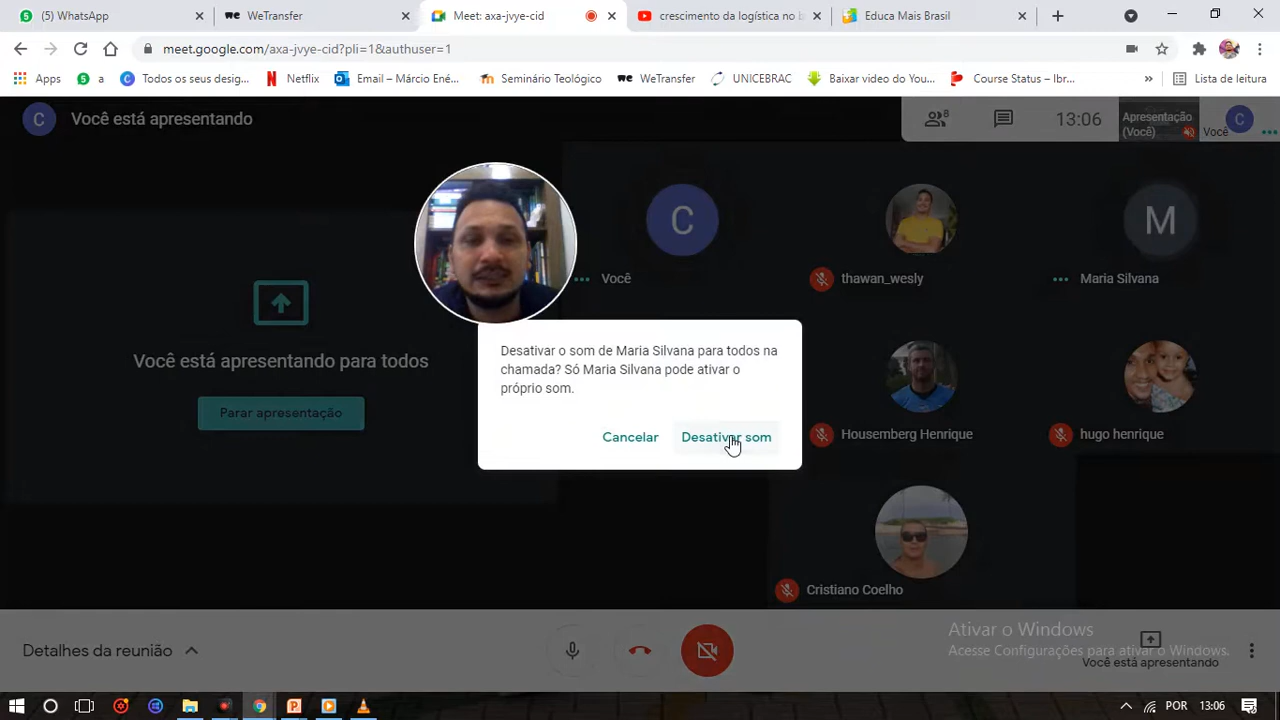 (5) WhatsApp
WeTransfer
Meet: axa-jvye-cid
crescimento da logística no b
Educa Mais Brasil
meet.google.com/axa-jvye-cid?pli=1&authuser=1
Apps
a
Todos os seus desig...
Netflix
Email – Márcio Ené...
Seminário Teológico
WeTransfer
UNICEBRAC
Baixar video do You...
Course Status – Ibr...
»
Lista de leitura
C
Você está apresentando
8
13:06
Apresentação
(Você)
Você
C
C
M
Você
thawan_wesly
Maria Silvana
Você está apresentando para todos
Parar apresentação
Desativar o som de Maria Silvana para todos na
chamada? Só Maria Silvana pode ativar o
próprio som.
Cancelar
Desativar som
Housemberg Henrique
hugo henrique
Cristiano Coelho
Detalhes da reunião
Ativar o Windows
Acesse Configurações para ativar o Windows.
Você está apresentando
POR
13:06